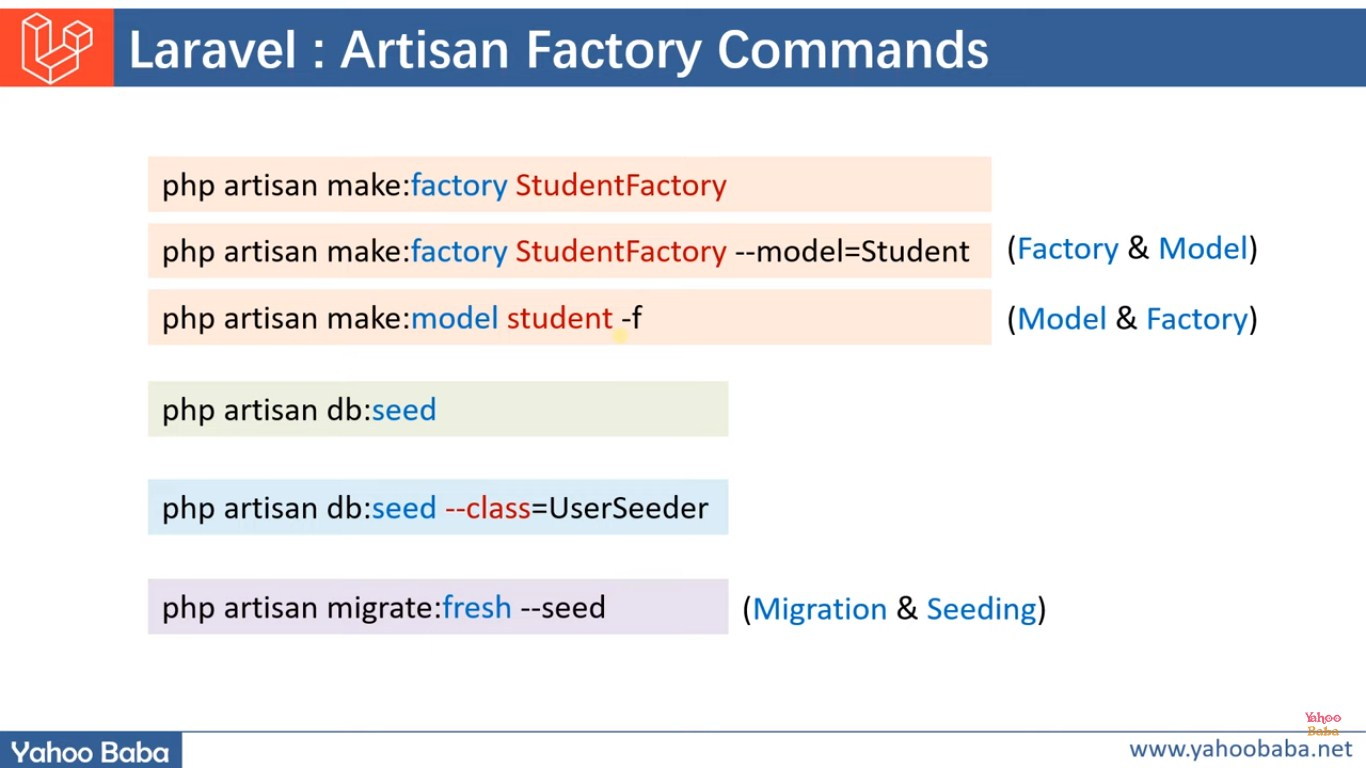 Laravel : Artisan Factory Commands
php artisan make:factory StudentFactory
php artisan make:factory StudentFactory --model=Student (Factory & Model)
php artisan make:model student -f (Model & Factory)
php artisan db:seed
php artisan db:seed --class=UserSeeder
php artisan migrate:fresh --seed (Migration & Seeding)
Yahoo
Baba
Yahoo Baba
www.yahoobaba.net